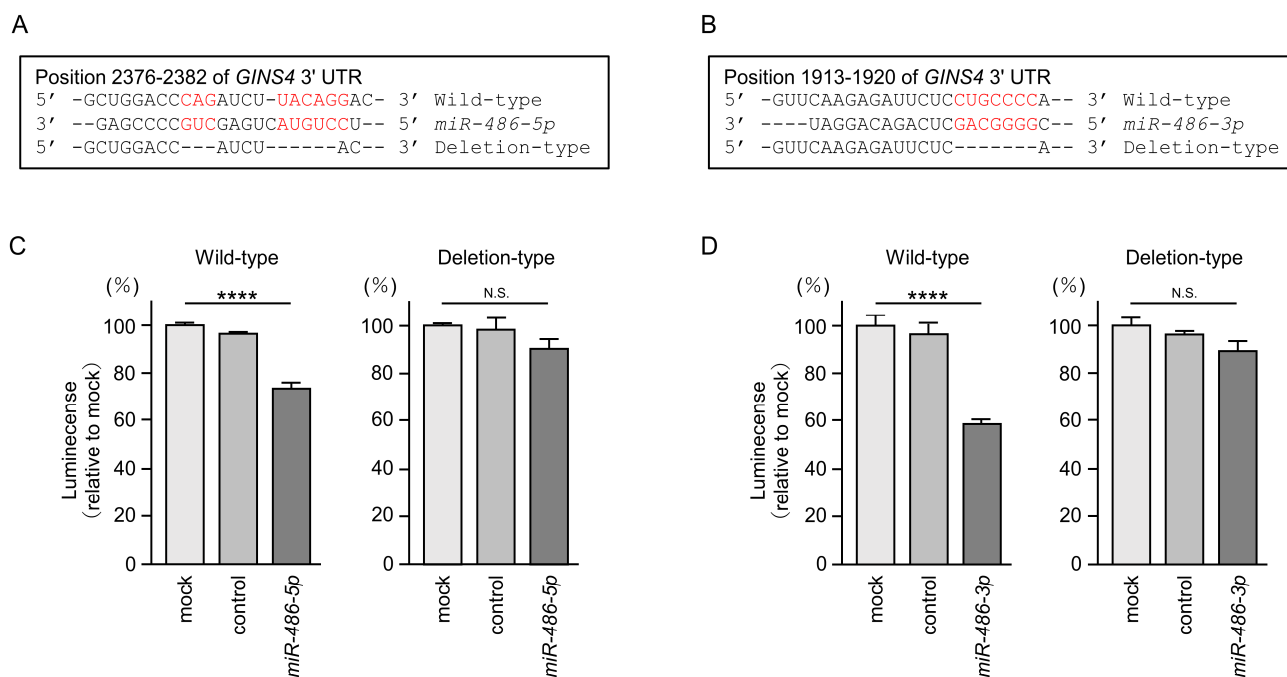 A
Position 2376-2382 of GINS4 3' UTR
5' -GCUGGACCCAGAUCU-UACAGGAC- 3' Wild-type
3' --GAGCCCCGUCGAGUCAUGUCCU-- 5' miR-486-5p
5' -GCUGGACC---AUCU------AC-- 3' Deletion-type
B
Position 1913-1920 of GINS4 3' UTR
5' -GUUCAAGAGAUUCUCCUGCCCCA-- 3' Wild-type
3' ----UAGGACAGACUCGACGGGGC-- 5' miR-486-3p
5' -GUUCAAGAGAUUCUC-------A-- 3' Deletion-type
C
Wild-type
(%)
****
100
80
60
40
20
0
Luminecense
(relative to mock)
mock
control
miR-486-5p
Deletion-type
(%)
N.S.
100
80
60
40
20
0
mock
control
miR-486-5p
D
Wild-type
(%)
****
100
80
60
40
20
0
Luminecense
(relative to mock)
mock
control
miR-486-3p
Deletion-type
(%)
N.S.
100
80
60
40
20
0
mock
control
miR-486-3p